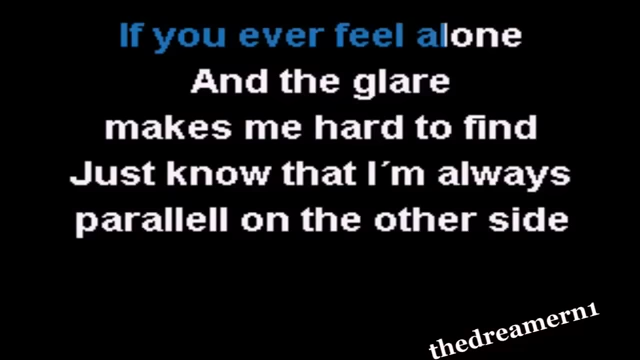 If you ever feel alone
And the glare
makes me hard to find
Just know that I´m always
parallell on the other side
thedreamern1